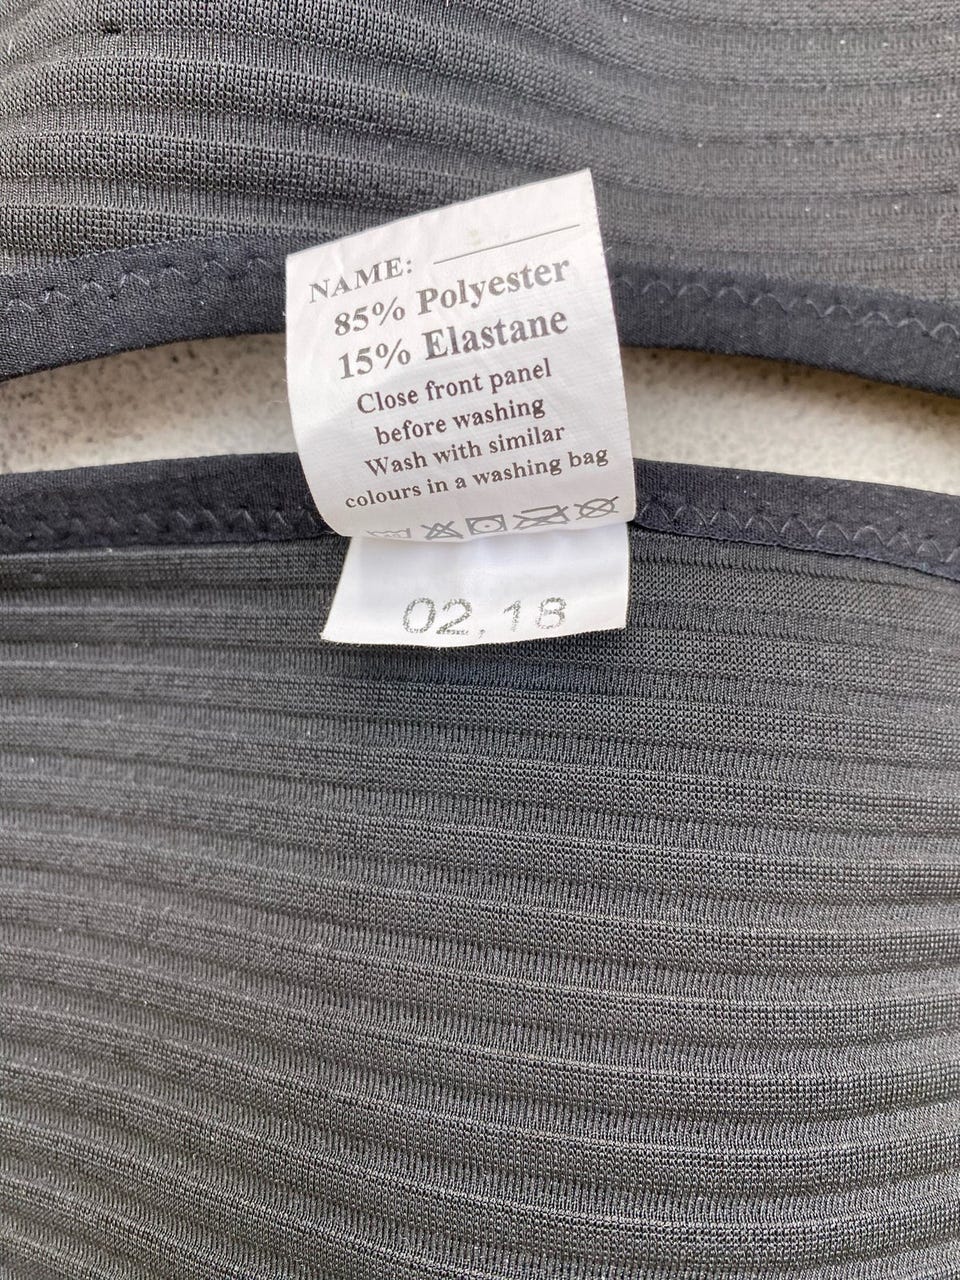 NAME:
85% Polyester
15% Elastane
Close front panel
before washing
Wash with similar
colours in a washing bag
02,18